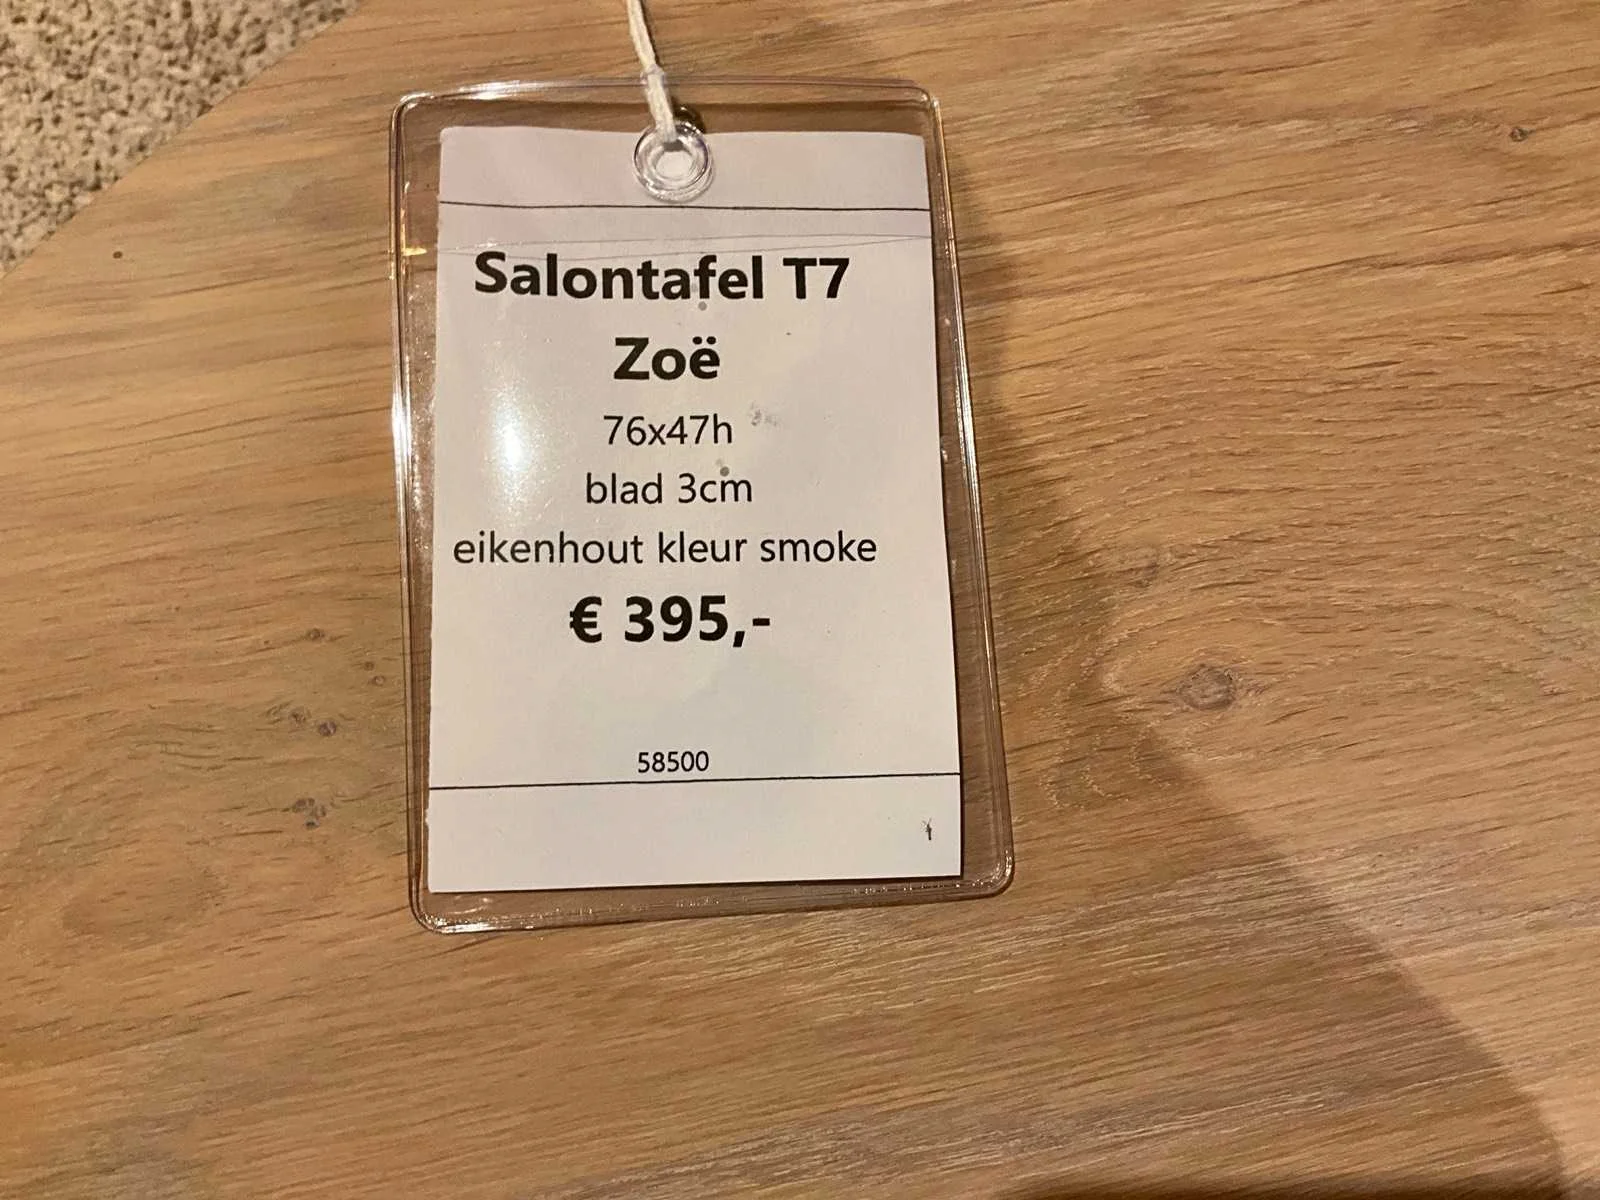 Salontafel T7
Zoë
76x47h
blad 3cm
eikenhout kleur smoke
€ 395,-
58500